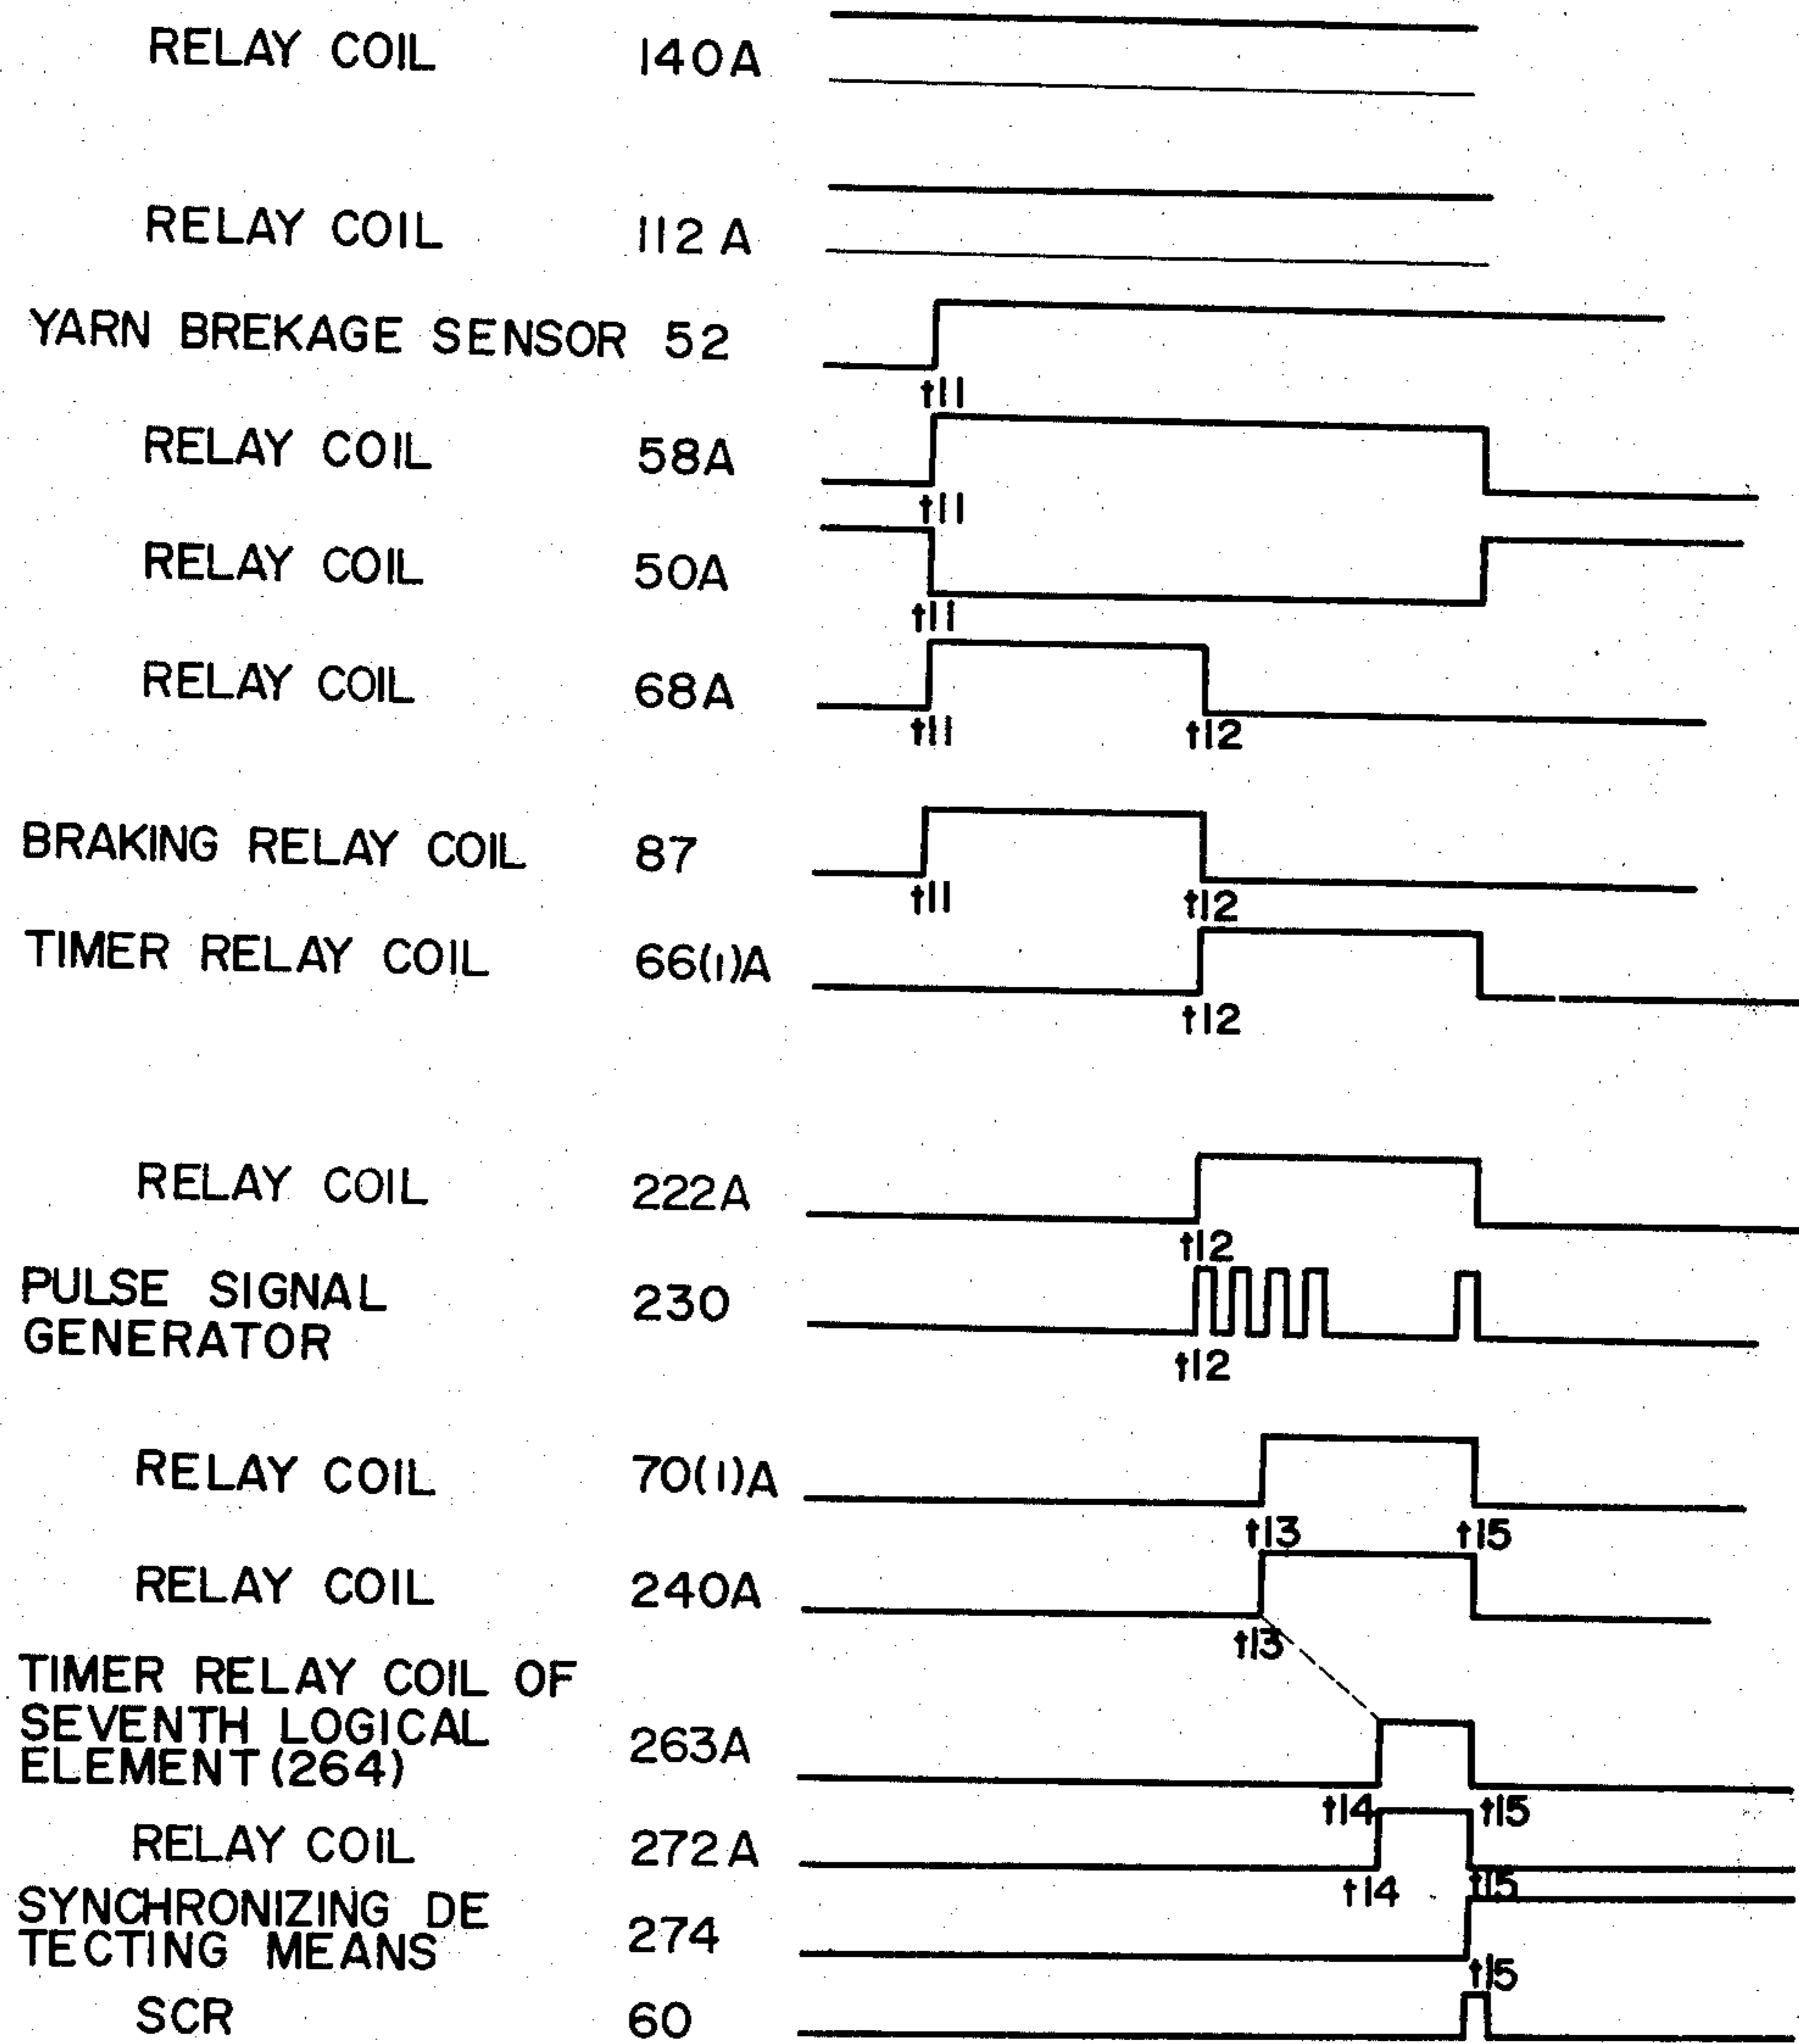 RELAY COIL 140A
RELAY COIL 112A
YARN BREKAGE SENSOR 52
t11
RELAY COIL 58A
t11
RELAY COIL 50A
t11
RELAY COIL 68A
t11 t12
BRAKING RELAY COIL 87
t11 t12
TIMER RELAY COIL 66(1)A
t12
RELAY COIL 222A
t12
PULSE SIGNAL
GENERATOR 230
t12
RELAY COIL 70(1)A
t13 t15
RELAY COIL 240A
t13
TIMER RELAY COIL OF
SEVENTH LOGICAL
ELEMENT (264) 263A
t14 t15
RELAY COIL 272A
t14 t15
SYNCHRONIZING DE
TECTING MEANS 274
t15
SCR 60